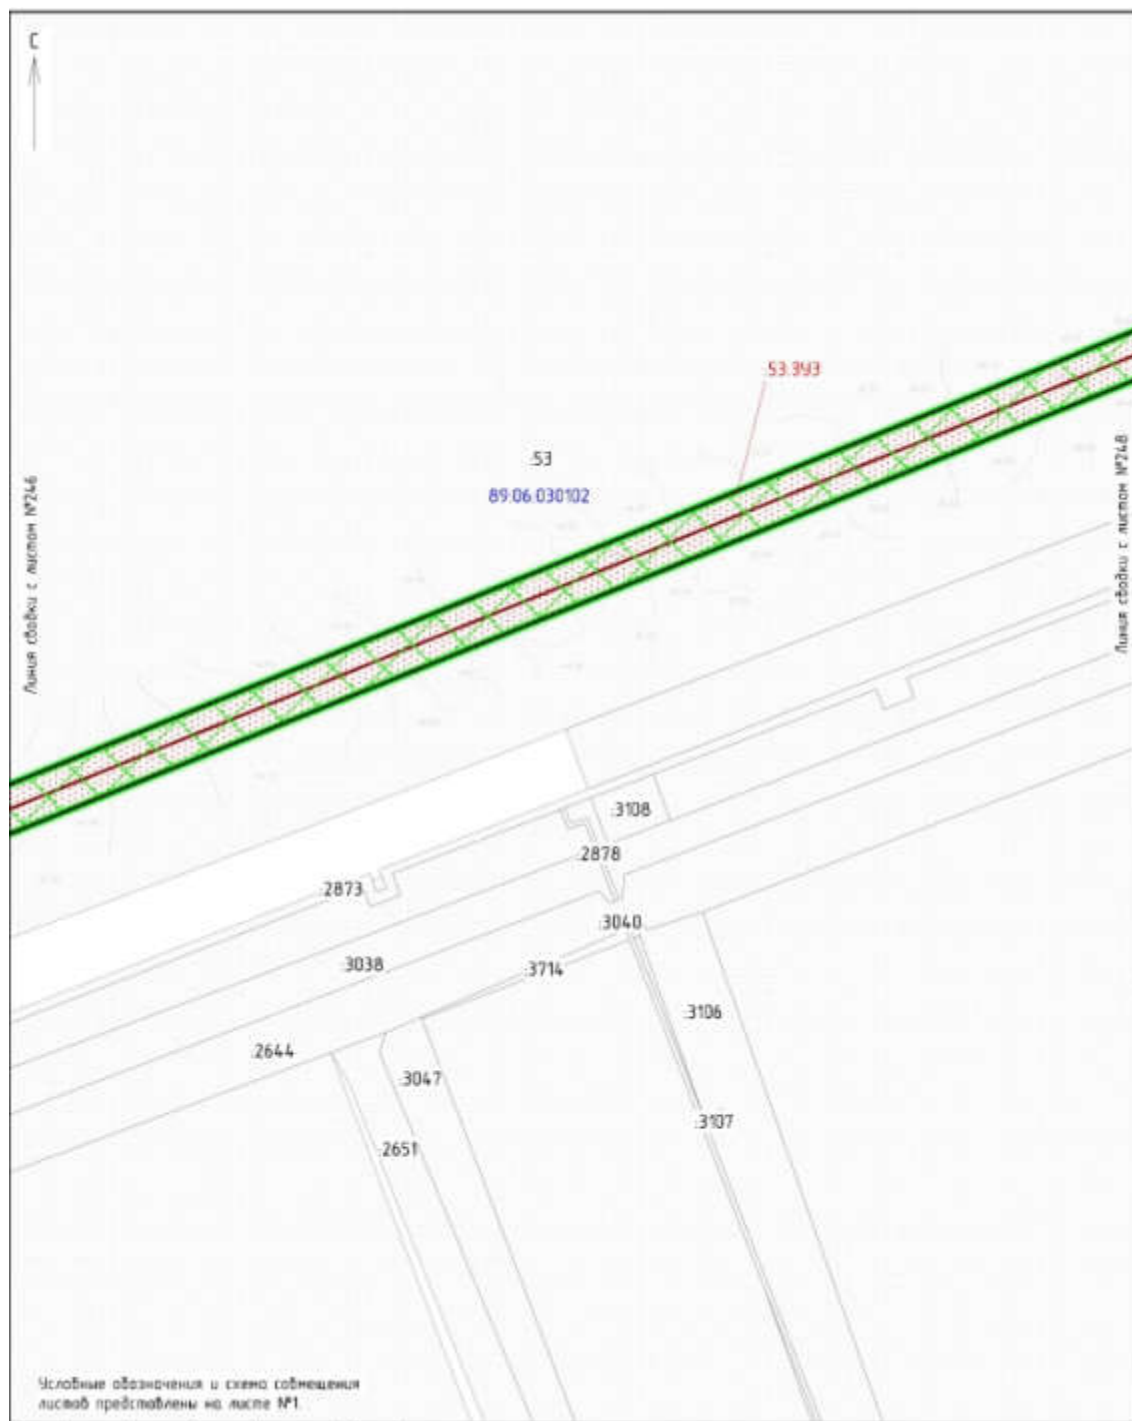 С
.53.ЗУ3
.53
89:06:030102
Линия сводки с листом №246
Линия сводки с листом №248
.3108
.2878
.2873
.3040
.3038
.3714
.3106
.2644
.3047
.3107
.2651
Условные обозначения и схема совмещения
листов представлены на листе №1.